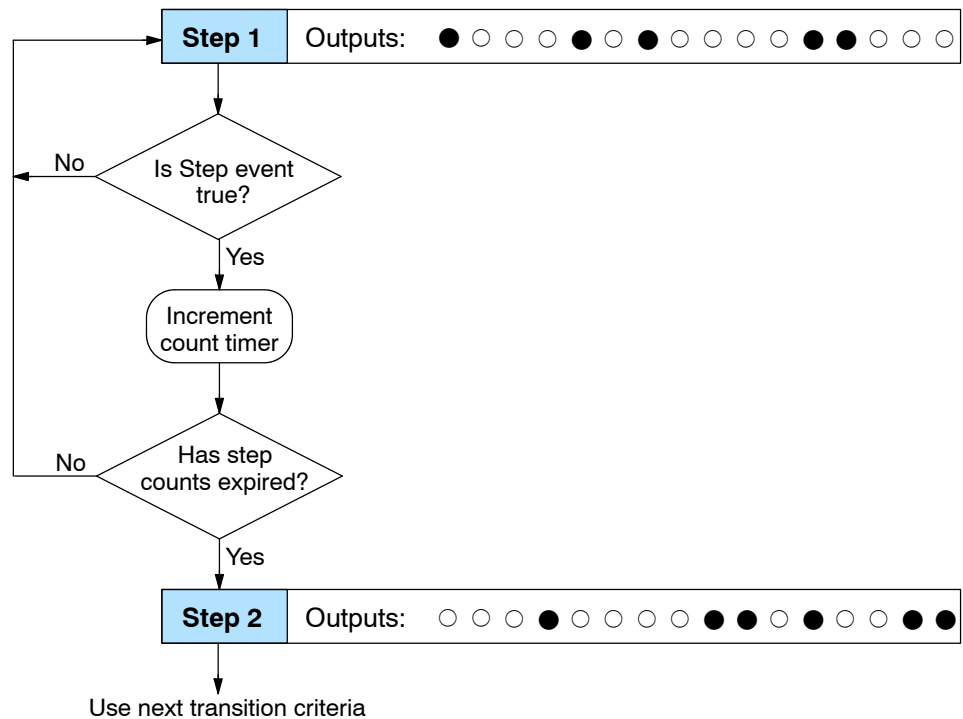 Step 1 Outputs: ● ○ ○ ○ ● ○ ● ○ ○ ○ ○ ● ● ○ ○ ○
Is Step event
true?
No
Yes
Increment
count timer
Has step
counts expired?
No
Yes
Step 2 Outputs: ○ ○ ○ ● ○ ○ ○ ○ ● ● ○ ● ○ ○ ● ●
Use next transition criteria